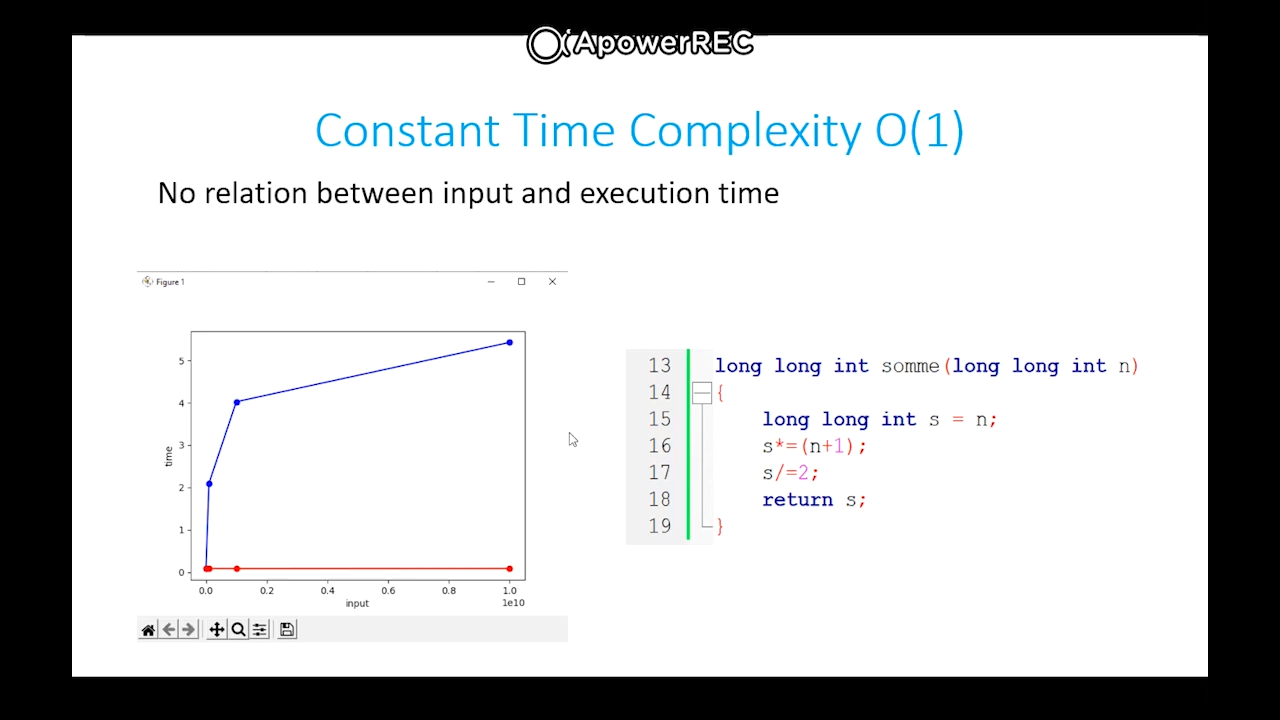 ApowerREC
Constant Time Complexity O(1)
No relation between input and execution time
Figure 1
5
4
3
2
1
0
time
0.0 0.2 0.4 0.6 0.8 1.0
1e10
input
13 long long int somme(long long int n)
14 {
15 long long int s = n;
16 s*=(n+1);
17 s/=2;
18 return s;
19 }